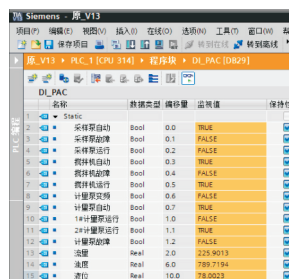 Siemens - 原_V13
项目(P) 编辑(E) 视图(V) 插入(I) 在线(O) 选项(N) 工具(T) 窗口(W)
保存项目 转到在线 转到离线
原_V13 PLC_1 [CPU 314] 程序块 DI_PAC [DB29]
DI_PAC
名称 数据类型 偏移量 监视值 保持性
1 Static
2 采样泵自动 Bool 0.0 TRUE
3 采样泵故障 Bool 0.1 FALSE
4 采样泵运行 Bool 0.2 FALSE
5 搅拌机自动 Bool 0.3 TRUE
6 搅拌机故障 Bool 0.4 FALSE
7 搅拌机运行 Bool 0.5 TRUE
8 计量泵变频 Bool 0.6 FALSE
9 计量泵自动 Bool 0.7 TRUE
10 1#计量泵运行 Bool 1.0 FALSE
11 2#计量泵运行 Bool 1.1 TRUE
12 计量泵故障 Bool 1.2 FALSE
13 流量 Real 2.0 225.9013
14 浊度 Real 6.0 789.7194
15 液位 Real 10.0 78.0023